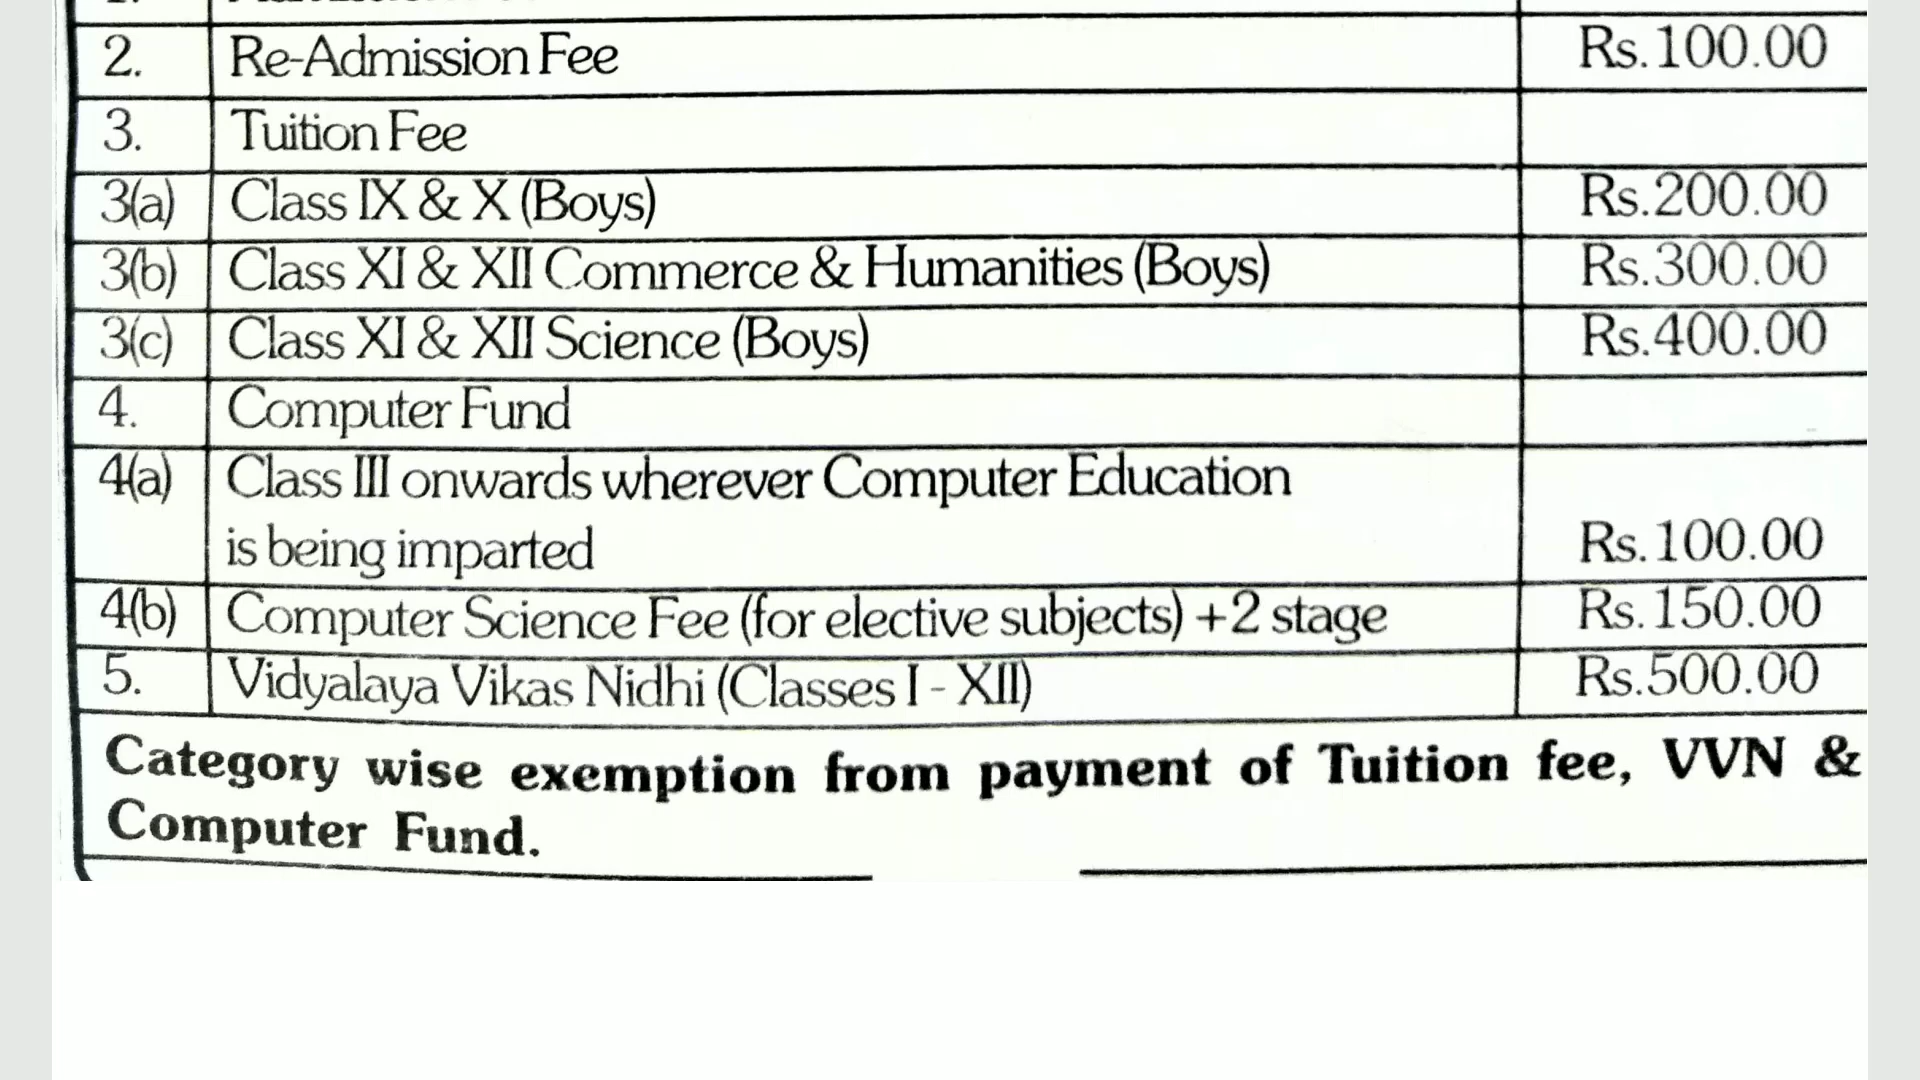 2. Re-Admission Fee Rs.100.00
3. Tuition Fee
3(a) Class IX & X (Boys) Rs.200.00
3(b) Class XI & XII Commerce & Humanities (Boys) Rs.300.00
3(c) Class XI & XII Science (Boys) Rs.400.00
4. Computer Fund
4(a) Class III onwards wherever Computer Education
is being imparted Rs.100.00
4(b) Computer Science Fee (for elective subjects) +2 stage Rs.150.00
5. Vidyalaya Vikas Nidhi (Classes I - XII) Rs.500.00
Category wise exemption from payment of Tuition fee, VVN &
Computer Fund.